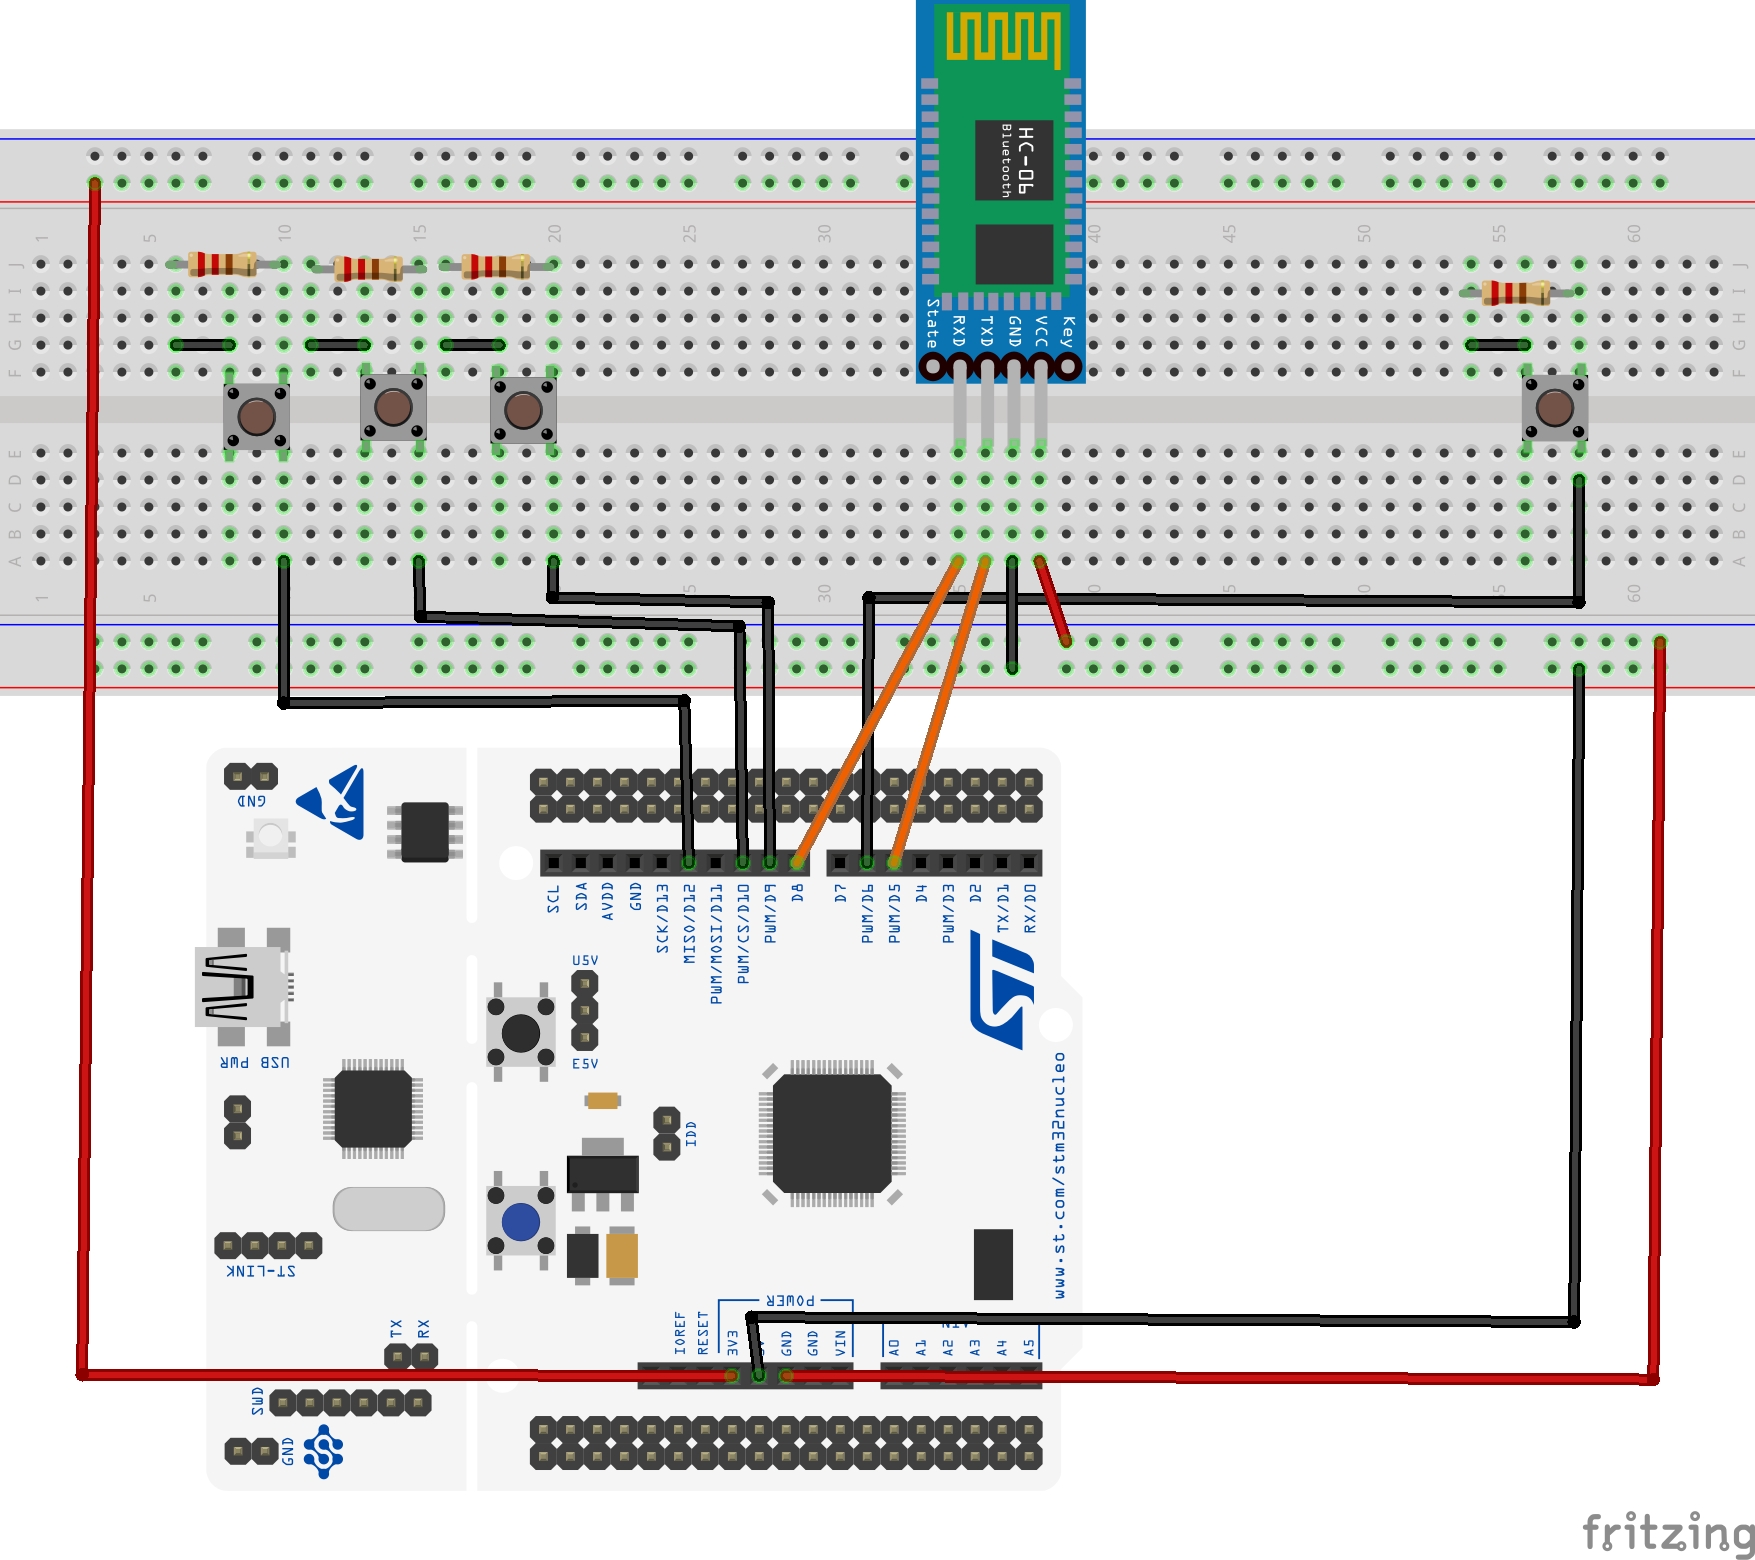 HC-06
Bluetooth
1
5
10
15
20
25
30
40
45
50
55
60
J
I
H
G
F
J
I
H
G
F
State
RXD
TXD
GND
VCC
Key
E
D
C
B
A
E
D
C
B
A
1
5
30
50
60
GND
SCL
SDA
AVDD
GND
SCK/D13
MISO/D12
PWM/MOSI/D11
PWM/CS/D10
PWM/D9
D8
D7
PWM/D6
PWM/D5
D4
PWM/D3
D2
TX/D1
RX/D0
U5V
E5V
USB PWR
IDD
www.st.com/stm32nucleo
ST-LINK
POWER
IOREF
RESET
3V3
GND
GND
VIN
A0
A1
A2
A3
A4
A5
TX
RX
SWD
GND
fritzing